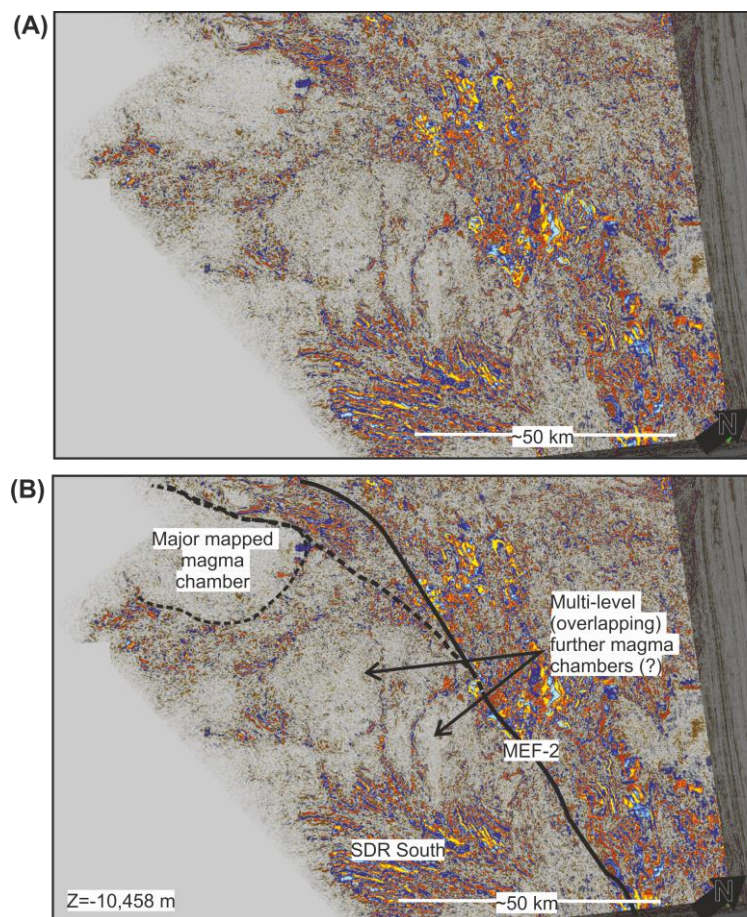 (A)
N
~50 km
(B)
Major mapped
magma
chamber
Multi-level
(overlapping)
further magma
chambers (?)
MEF-2
SDR South
Z=-10,458 m
~50 km
N